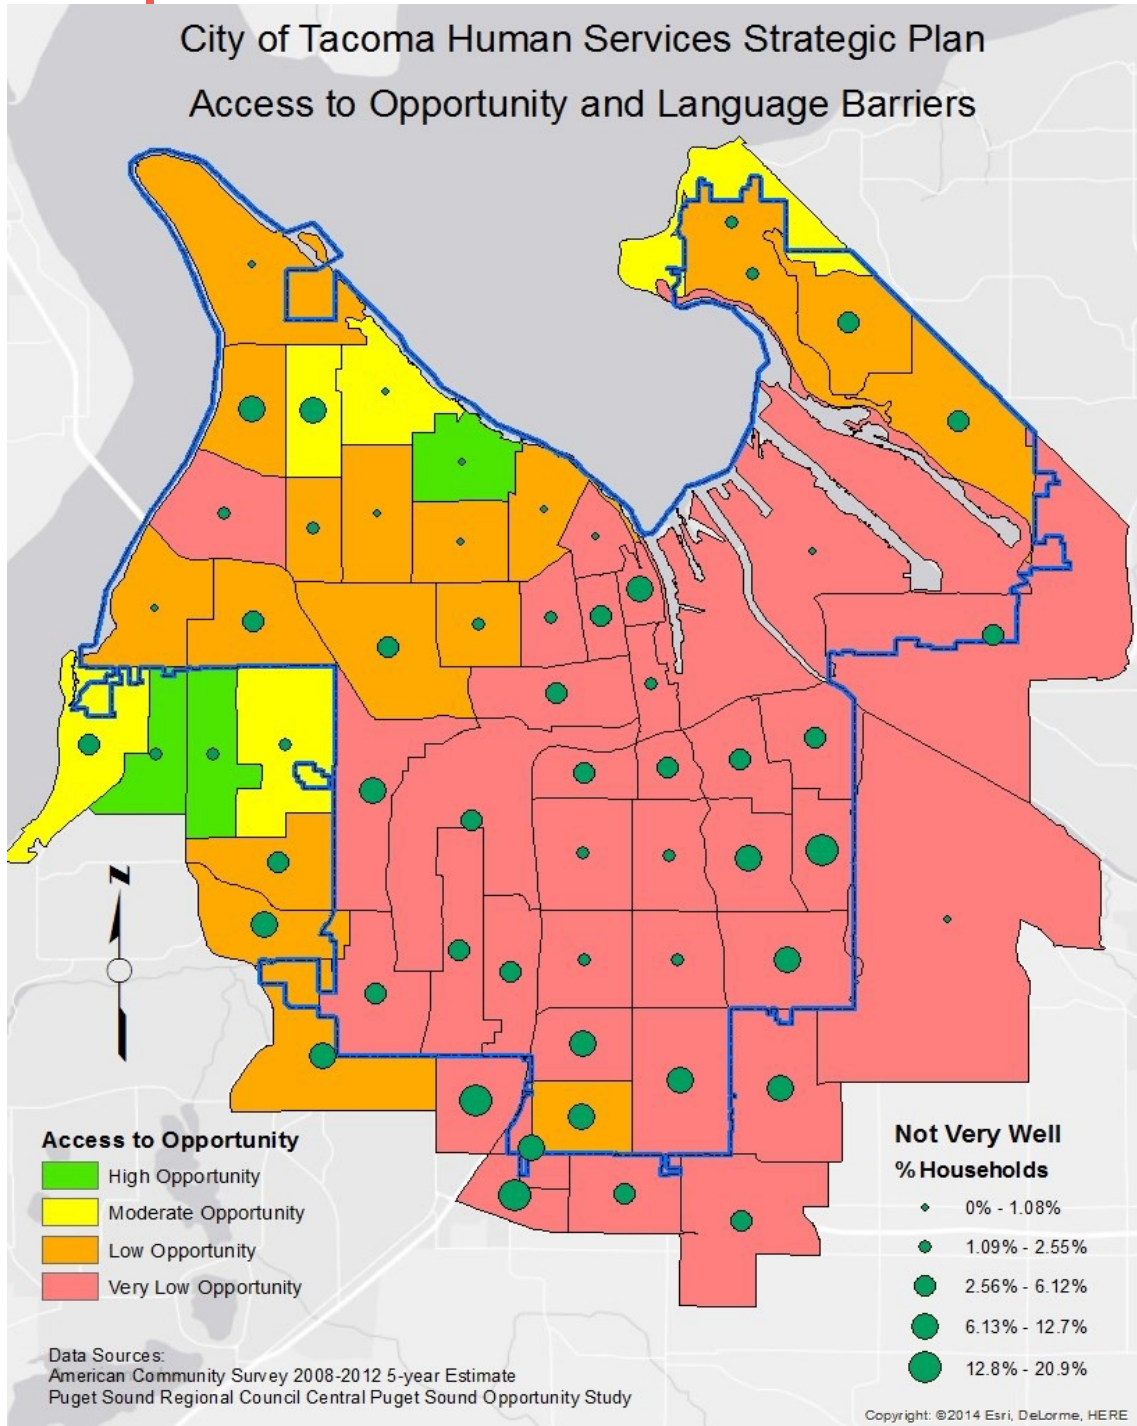 City of Tacoma Human Services Strategic Plan
Access to Opportunity and Language Barriers
N
Access to Opportunity
High Opportunity
Moderate Opportunity
Low Opportunity
Very Low Opportunity
Not Very Well
% Households
0% - 1.08%
1.09% - 2.55%
2.56% - 6.12%
6.13% - 12.7%
12.8% - 20.9%
Data Sources:
American Community Survey 2008-2012 5-year Estimate
Puget Sound Regional Council Central Puget Sound Opportunity Study
Copyright: ©2014 Esri, DeLorme, HERE